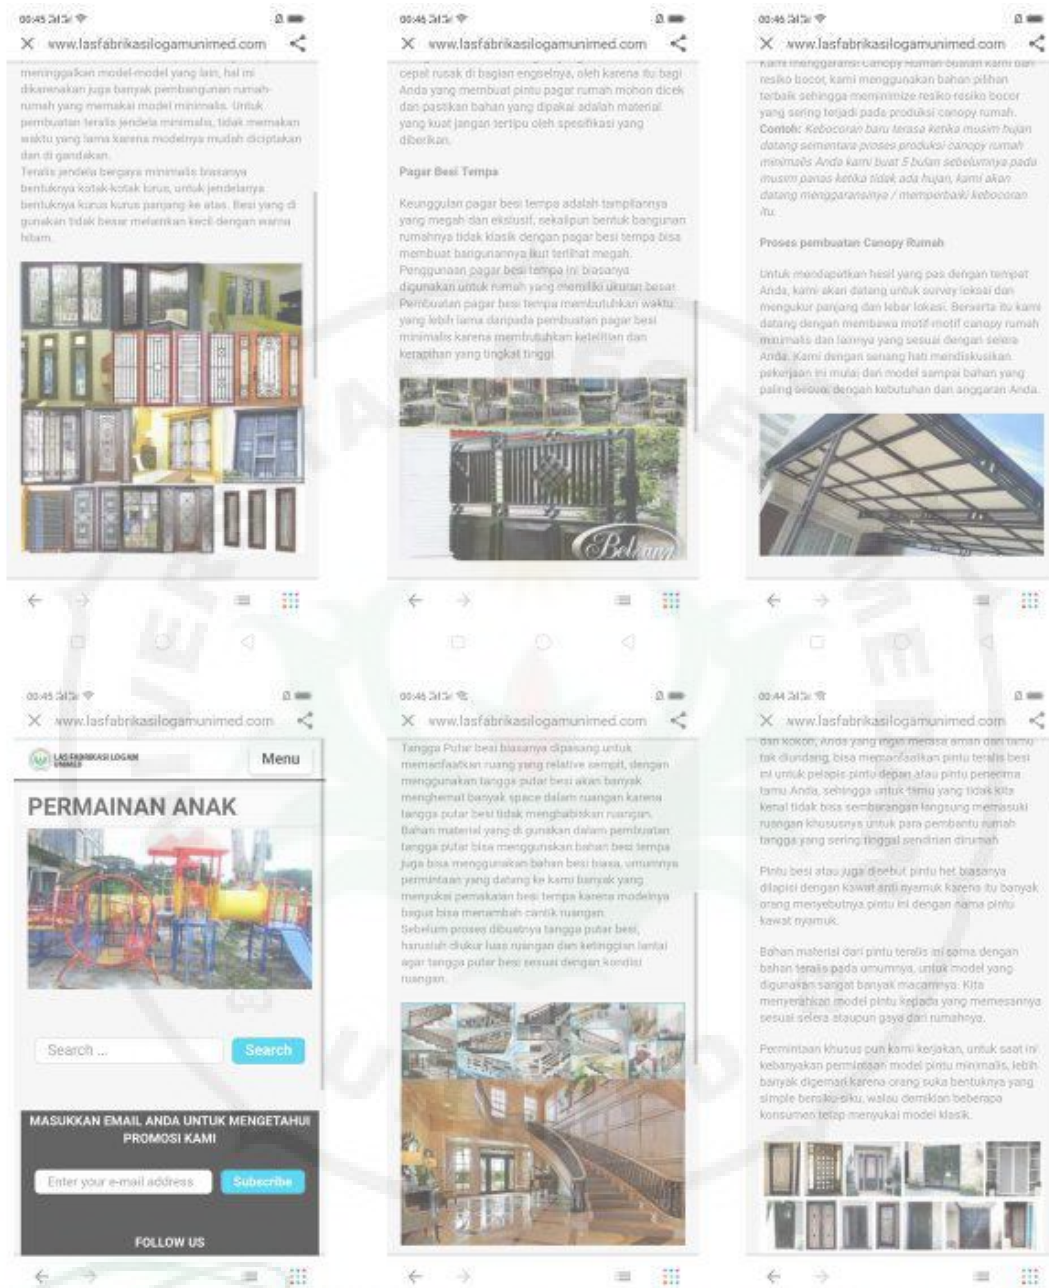 00:45
www.lasfabrikasilogamunimed.com
meninggalkan model-model yang lain, hal ini
dikarenakan juga banyak pembangunan rumah-
rumah yang memakai model minimalis. Untuk
pembuatan teralis jendela minimalis, tidak memakan
waktu yang lama karena modelnya mudah diciptakan
dan di gandakan.
Teralis jendela bergaya minimalis biasanya
bentuknya kotak-kotak lurus, untuk jendelanya
bentuknya kurus kurus panjang ke atas. Besi yang di
gunakan tidak besar melainkan kecil dengan warna
hitam.
00:46
www.lasfabrikasilogamunimed.com
cepat rusak di bagian engselnya, oleh karena itu bagi
Anda yang membuat pintu pagar rumah mohon dicek
dan pastikan bahan yang dipakai adalah material
yang kuat jangan tertipu oleh spesifikasi yang
diberikan.
Pagar Besi Tempa
Keunggulan pagar besi tempa adalah tampilannya
yang megah dan ekslusif, sekalipun bentuk bangunan
rumahnya tidak klasik dengan pagar besi tempa bisa
membuat bangunannya ikut terlihat megah.
Penggunaan pagar besi tempa ini biasanya
digunakan untuk rumah yang memiliki ukuran besar.
Pembuatan pagar besi tempa membutuhkan waktu
yang lebih lama daripada pembuatan pagar besi
minimalis karena membutuhkan ketelitian dan
kerapihan yang tingkat tinggi.
00:46
www.lasfabrikasilogamunimed.com
Kami menggaransi Canopy Rumah buatan kami dari
resiko bocor, kami menggunakan bahan pilihan
terbaik sehingga meminimize resiko-resiko bocor
yang sering terjadi pada produksi canopy rumah.
Contoh: Kebocoran baru terasa ketika musim hujan
datang sementara proses produksi canopy rumah
minimalis Anda kami buat 5 bulan sebelumnya pada
musim panas ketika tidak ada hujan, kami akan
datang menggaransinya / memperbaiki kebocoran
itu.
Proses pembuatan Canopy Rumah
Untuk mendapatkan hasil yang pas dengan tempat
Anda, kami akan datang untuk survey loksai dan
mengukur panjang dan lebar lokasi. Berserta itu kami
datang dengan membawa motif-motif canopy rumah
minimalis dan lainnya yang sesuai dengan selera
Anda. Kami dengan senang hati mendiskusikan
pekerjaan ini mulai dari model sampai bahan yang
paling sesuai dengan kebutuhan dan anggaran Anda.
00:45
www.lasfabrikasilogamunimed.com
LAS FABRIKASI LOGAM
UNIMED
Menu
PERMAINAN ANAK
Search ...
Search
MASUKKAN EMAIL ANDA UNTUK MENGETAHUI
PROMOSI KAMI
Enter your e-mail address
Subscribe
FOLLOW US
00:46
www.lasfabrikasilogamunimed.com
Tangga Putar besi biasanya dipasang untuk
memanfaatkan ruang yang relative sempit, dengan
menggunakan tangga putar besi akan banyak
menghemat banyak space dalam ruangan karena
tangga putar besi tidak menghabiskan ruangan.
Bahan material yang di gunakan dalam pembuatan
tangga putar bisa menggunakan bahan besi tempa
juga bisa menggunakan bahan besi biasa, umumnya
permintaan yang datang ke kami banyak yang
menyukai pemakaian besi tempa karena modelnya
bagus bisa menambah cantik ruangan.
Sebelum proses dibuatnya tangga putar besi,
haruslah diukur luas ruangan dan ketinggian lantai
agar tangga putar besi sesuai dengan kondisi
ruangan.
00:44
www.lasfabrikasilogamunimed.com
dan kokoh, Anda yang ingin merasa aman dari tamu
tak diundang, bisa memanfaatkan pintu teralis besi
ini untuk pelapis pintu depan atau pintu penerima
tamu Anda, sehingga untuk tamu yang tidak kita
kenal tidak bisa sembarangan langsung memasuki
ruangan khususnya untuk para pembantu rumah
tangga yang sering tinggal sendirian dirumah.
Pintu besi atau juga disebut pintu het biasanya
dilapisi dengan kawat anti nyamuk karena itu banyak
orang menyebutnya pintu ini dengan nama pintu
kawat nyamuk.
Bahan material dari pintu teralis ini sama dengan
bahan teralis pada umumnya, untuk model yang
digunakan sangat banyak macamnya. Kita
menyerahkan model pintu kepada yang memesannya
sesuai selera ataupun gaya dari rumahnya.
Permintaan khusus pun kami kerjakan, untuk saat ini
kebanyakan permintaan model pintu minimalis, lebih
banyak digemari karena orang suka bentuknya yang
simple bersiku-siku, walau demikian beberapa
konsumen tetap menyukai model klasik.